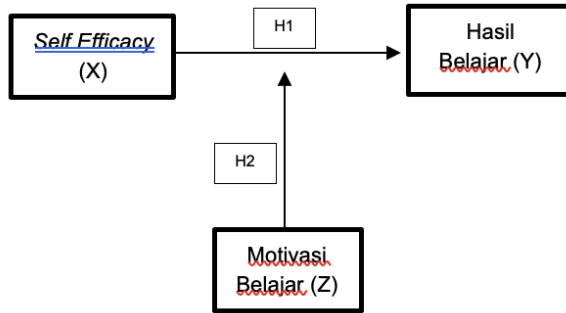 Self Efficacy
(X)
H1
Hasil
Belajar (Y)
H2
Motivasi
Belajar (Z)